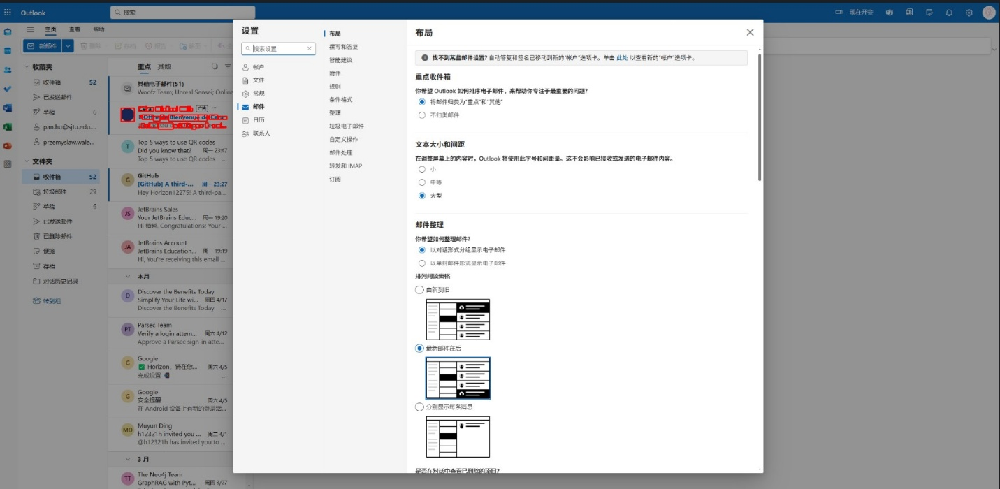 Outlook
搜索
现在开会
主页 查看 帮助
新邮件
收藏夹
收件箱 52
已发送邮件
草稿 6
pan.hu@sjtu.edu....
przemyslaw.wale...
文件夹
收件箱 52
垃圾邮件 29
草稿 6
已发送邮件
已删除邮件
便笺
存档
对话历史记录
转到组
重点 其他
其他电子邮件(51)
Woofz Team; Unreal Sensei; Online
广告
Top 5 ways to use QR codes
Did you know that? 周一 23:47
Top 5 ways to use QR codes ...
GitHub
[GitHub] A third-... 周一 23:27
Hey Horizon12275! A third-pa...
JetBrains Sales
Your JetBrains Educ... 周一 19:20
Congratulations! Your ...
JetBrains Account
JetBrains Education... 周一 19:19
Hi, You're receiving this email ...
本月
Discover the Benefits Today
Simplify Your Life wi... 周四 4/17
Discover the Benefits Today ...
Parsec Team
Verify a login attem... 周六 4/12
Approve a Parsec sign-in atte...
Google
Horizon，请在您... 周六 4/5
完成设置 ...
Google
安全提醒 周六 4/5
在 Android 设备上有新的登录活...
Muyun Ding
h12321h invited you ... 周二 4/1
@h12321h has invited you to ...
3 月
The Neo4j Team
GraphRAG with Pyt... 周四 3/27
设置
搜索设置
帐户
文件
常规
邮件
日历
联系人
布局
撰写和答复
智能建议
附件
规则
条件格式
整理
垃圾电子邮件
自定义操作
邮件处理
转发和 IMAP
订阅
布局
找不到某些邮件设置? 自动答复和签名已移动到新的“帐户”选项卡。单击 此处 以查看新的“帐户”选项卡。
重点收件箱
你希望 Outlook 如何排序电子邮件，来帮助你专注于最重要的问题?
将邮件归类为“重点”和“其他”
不归类邮件
文本大小和间距
在调整屏幕上的内容时，Outlook 将使用此字号和间距量。这不会影响已接收或发送的电子邮件内容。
小
中等
大型
邮件整理
你希望如何整理邮件?
以对话形式分组显示电子邮件
以单封邮件形式显示电子邮件
排列阅读窗格
由新到旧
最新邮件在后
分别显示每条消息
是否在对话中查看已删除的项目?